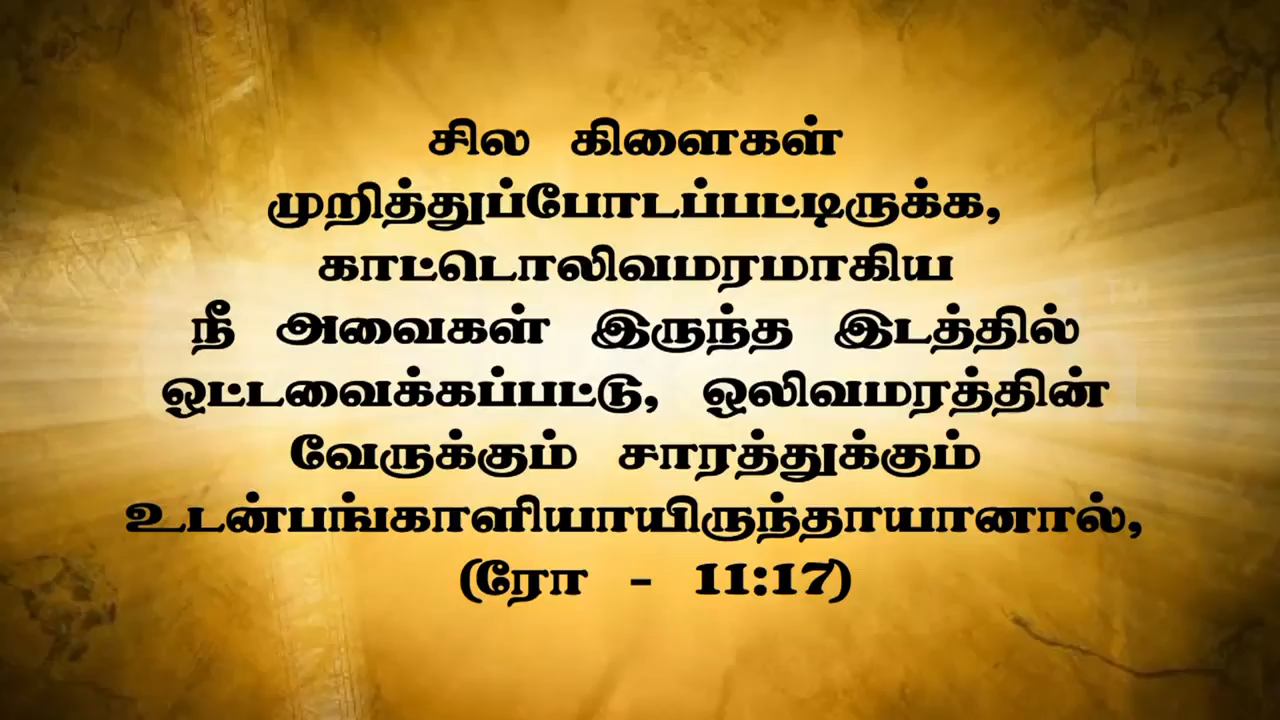 சில கிளைகள்
முறித்துப்போடப்பட்டிருக்க,
காட்டொலிவமரமாகிய
நீ அவைகள் இருந்த இடத்தில்
ஒட்டவைக்கப்பட்டு, ஒலிவமரத்தின்
வேருக்கும் சாரத்துக்கும்
உடன்பங்காளியாயிருந்தாயானால்,
(ரோ - 11:17)